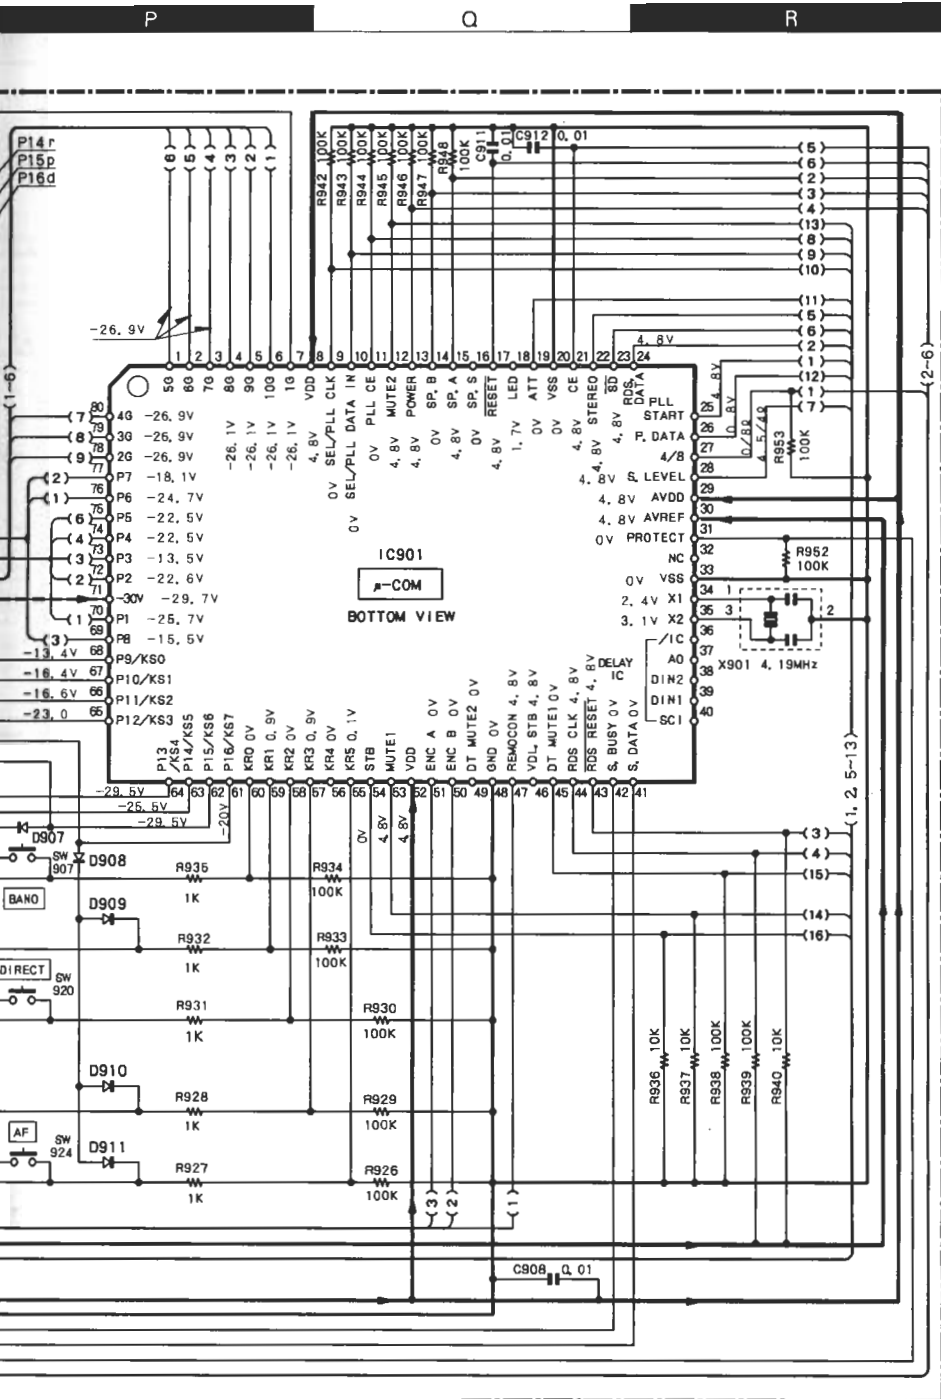 P Q R
P14r
P15p
P16d
(6) (5) (4) (3) (2) (1)
R942 100K
R943 100K
R944 100K
R945 100K
R946 100K
R947 100K
R948 100K
C911 0.01
C912 0.01
(5)
(6)
(2)
(3)
(4)
(13)
(8)
(9)
(10)
(11)
(5)
(6)
(2)
(1)
(12)
(1)
(7)
(1-6)
(2-6)
-26.9V
4.8V
1 2 3 4 5 6 7 8 9 10 11 12 13 14 15 16 17 18 19 20 21 22 23 24
5G
6G
7G
8G
9G
10G
1G
VDD
SEL/PLL CLK
SEL/PLL DATA IN
PLL CE
MUTE2
POWER
SP. B
SP. A
SP. S
RESET
LED
ATT
VSS
CE
STEREO
SD
RDS. DATA
-26.1V
-26.1V
-26.1V
-26.1V
4.8V
0V
0V
0V
4.8V
4.8V
0V
4.8V
0V
4.8V
1.7V
0V
0V
4.8V
4.8V
4.8V
(7) 80 4G -26.9V
(8) 79 3G -26.9V
(9) 78 2G -26.9V
(2) 77 P7 -18.1V
(1) 76 P6 -24.7V
(6) 75 P5 -22.5V
(4) 74 P4 -22.5V
(3) 73 P3 -13.5V
(2) 72 P2 -22.6V
71 -30V -29.7V
(1) 70 P1 -25.7V
(3) 69 P8 -15.5V
-13.4V 68 P9/KS0
-16.4V 67 P10/KS1
-16.6V 66 P11/KS2
-23.0 65 P12/KS3
IC901
μ-COM
BOTTOM VIEW
PLL START 25 4.8V
P. DATA 26 0.8V
4/8 27 0/8Ω
S. LEVEL 28 4.5/4Ω
4.8V AVDD 29
4.8V AVREF 30
0V PROTECT 31
NC 32
0V VSS 33
2.4V X1 34
3.1V X2 35
/IC 36
A0 37
DIN2 38
DIN1 39
SCI 40
DELAY IC
R953 100K
R952 100K
1
3 2
X901 4.19MHz
P13/KS4
P14/KS5
P15/KS6
P16/KS7
KR0 0V
KR1 0.9V
KR2 0V
KR3 0.9V
KR4 0V
KR5 0.1V
STB
MUTE1
VDD
ENC A 0V
ENC B 0V
DT MUTE2 0V
GND 0V
REMOCON 4.8V
VDL. STB 4.8V
DT MUTE1 0V
RDS CLK 4.8V
RDS RESET 4.8V
S. BUSY 0V
S. DATA 0V
64 63 62 61 60 59 58 57 56 55 54 53 52 51 50 49 48 47 46 45 44 43 42 41
-29.5V
-25.5V
-29.5V
-20V
0V
4.8V
4.8V
(1, 2, 5~13)
(3)
(4)
(15)
(14)
(16)
D907
SW 907
D908
BAND
R935 1K
R934 100K
D909
R932 1K
R933 100K
DIRECT
SW 920
R931 1K
R930 100K
D910
R928 1K
R929 100K
AF
SW 924
D911
R927 1K
R926 100K
R936 10K
R937 10K
R938 100K
R939 100K
R940 10K
(3) (2) (1)
C908 0.01